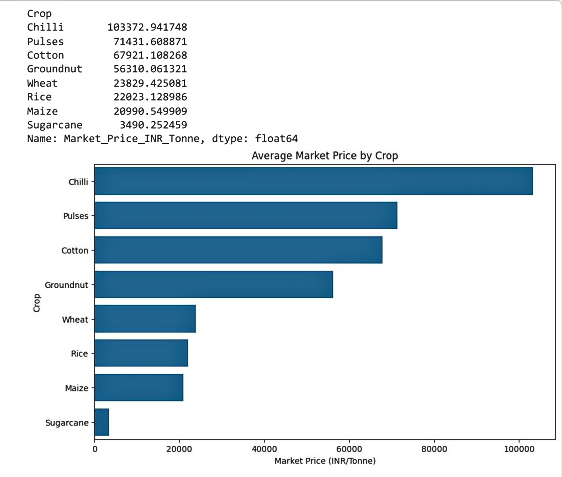 Crop
Chilli 103372.941748
Pulses 71431.608871
Cotton 67921.108268
Groundnut 56310.061321
Wheat 23829.425081
Rice 22023.128986
Maize 20990.549909
Sugarcane 3490.252459
Name: Market_Price_INR_Tonne, dtype: float64
Average Market Price by Crop
Chilli
Pulses
Cotton
Groundnut
Crop
Wheat
Rice
Maize
Sugarcane
0 20000 40000 60000 80000 100000
Market Price (INR/Tonne)